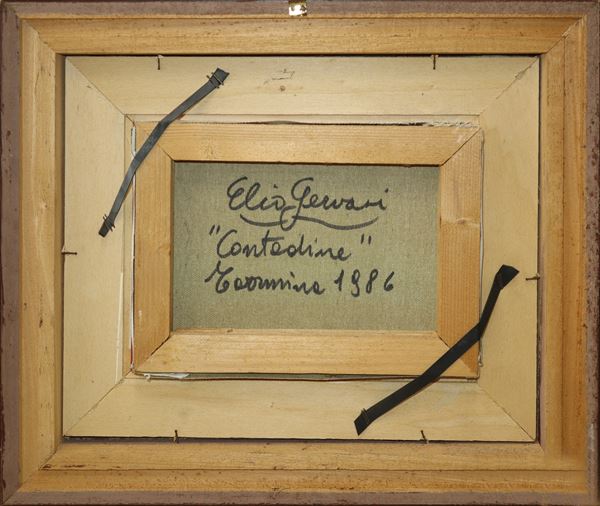 Elio Gervasi
"Contadine"
Taormina 1986